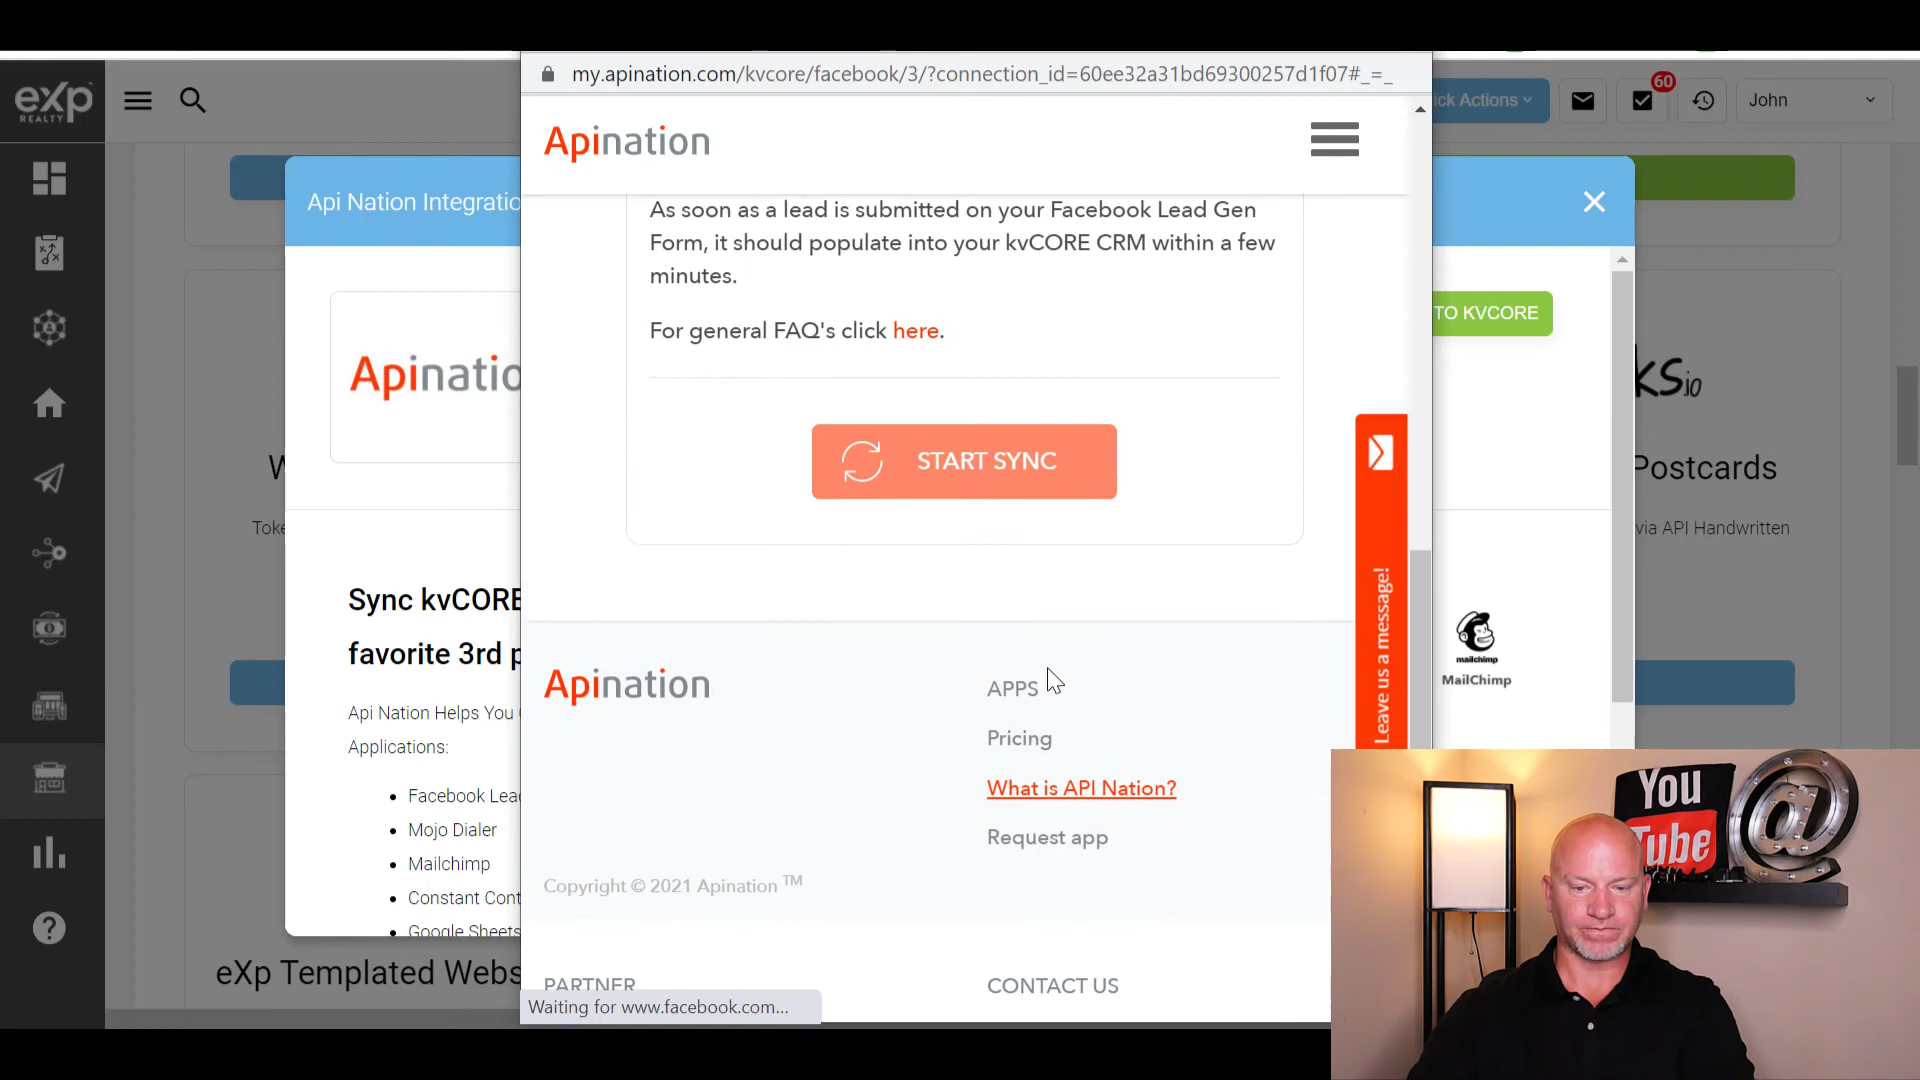 my.apination.com/kvcore/facebook/3/?connection_id=60ee32a31bd69300257d1f07#_=_
eXp
REALTY
ck Actions
60
John
Apination
Api Nation Integratio
As soon as a lead is submitted on your Facebook Lead Gen
Form, it should populate into your kvCORE CRM within a few
minutes.
For general FAQ's click here.
TO KVCORE
Apinatio
ks.io
START SYNC
W
Postcards
Toke
via API Handwritten
Leave us a message!
Sync kvCORE
favorite 3rd p
mailchimp
MailChimp
Apination
APPS
Pricing
What is API Nation?
Request app
Api Nation Helps You
Applications:
Facebook Lea
Mojo Dialer
Mailchimp
Constant Cont
Google Sheets
Copyright © 2021 Apination TM
eXp Templated Webs
PARTNER
CONTACT US
Waiting for www.facebook.com...
You
Tube
@